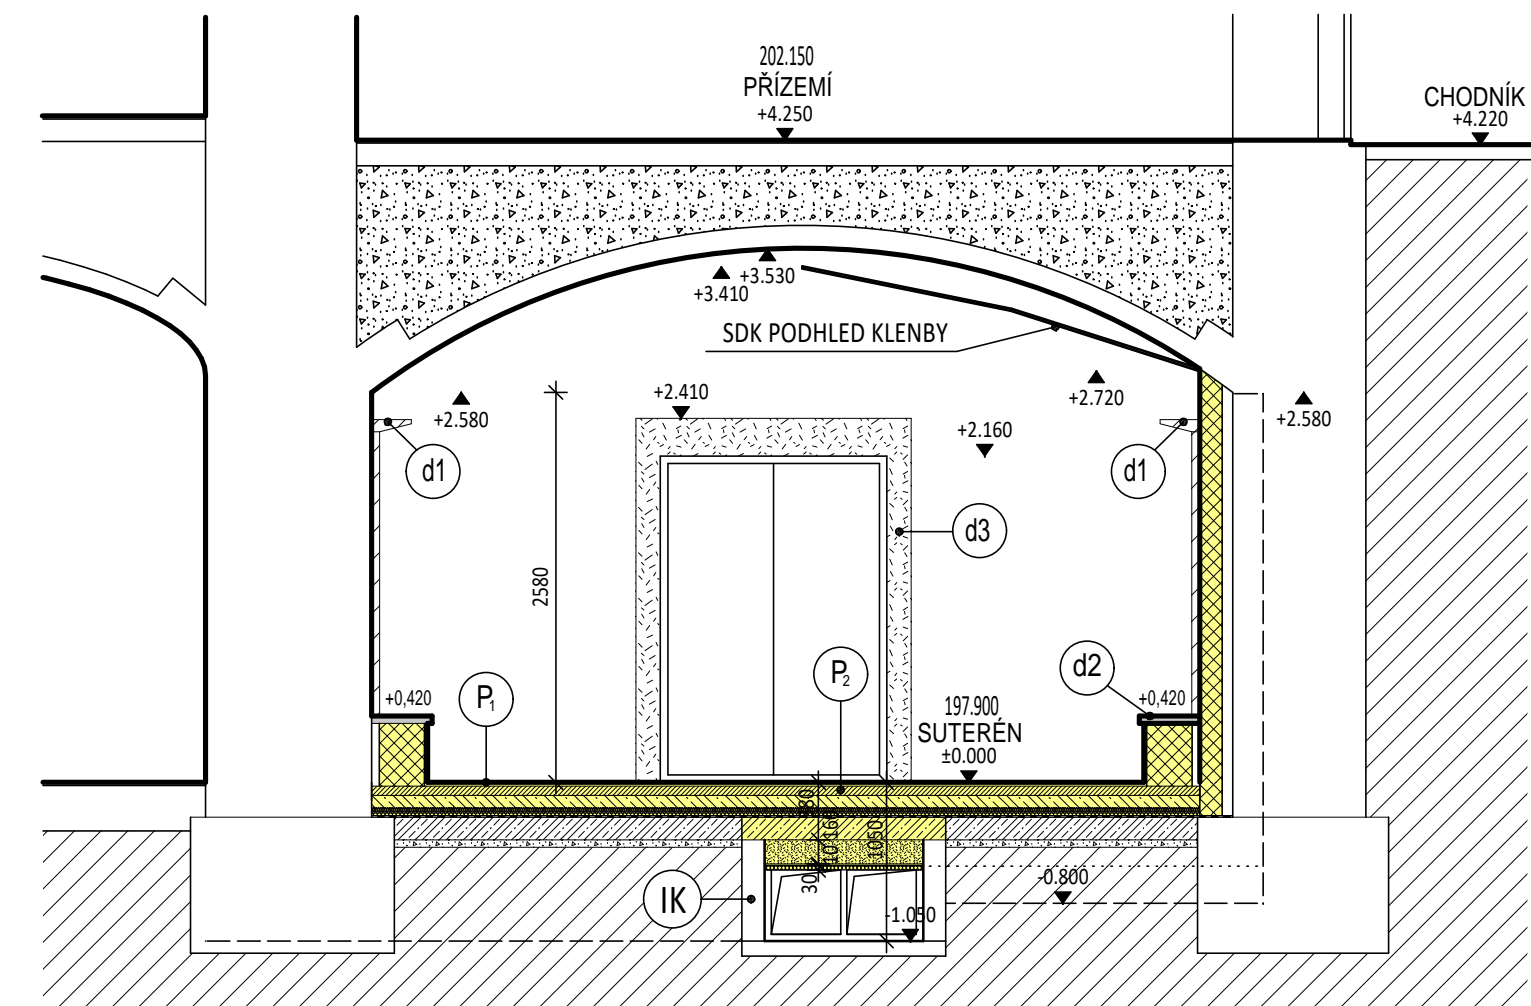 202.150
PŘÍZEMÍ
+4.250
CHODNÍK
+4.220
+3.530
+3.410
SDK PODHLED KLENBY
+2.580
+2.410
+2.720
+2.580
+2.160
d1
d1
d3
2580
d2
P1
P2
+0,420
+0,420
197.900
SUTERÉN
±0.000
1050
30
IK
-0.800
-1.050